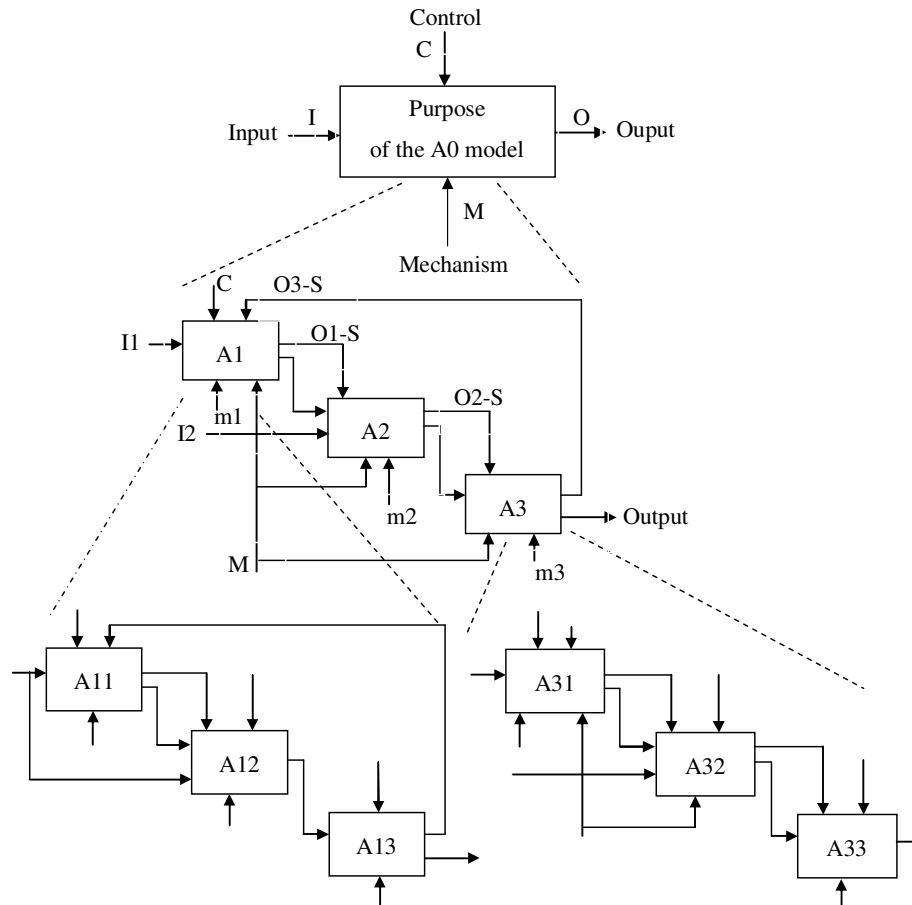 Control
C
Purpose
of the A0 model
I
Input
O
Ouput
M
Mechanism
C
O3-S
I1
A1
O1-S
m1
I2
A2
O2-S
m2
A3
Output
M
m3
A11
A12
A13
A31
A32
A33